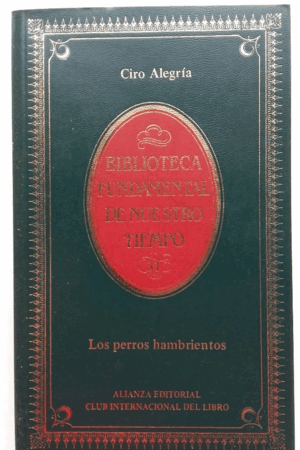 Ciro Alegría
BIBLIOTECA
FUNDAMENTAL
DE NUESTRO
TIEMPO
Los perros hambrientos
ALIANZA EDITORIAL
CLUB INTERNACIONAL DEL LIBRO